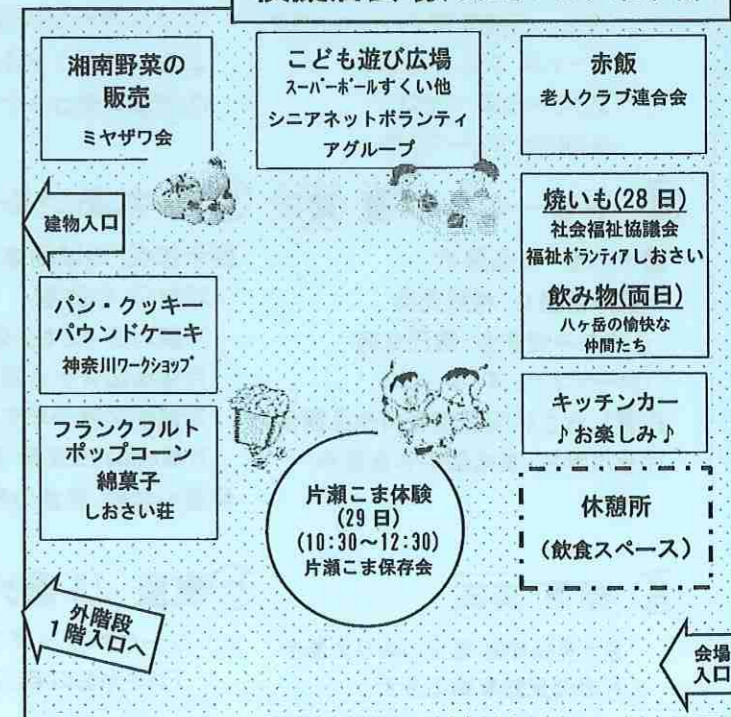 湘南野菜の
販売
ミヤザワ会
こども遊び広場
スーパーボールすくい他
シニアネットボランティ
アグループ
赤飯
老人クラブ連合会
建物入口
焼いも(28 日)
社会福祉協議会
福祉ボランティアしおさい
飲み物(両日)
八ヶ岳の愉快な
仲間たち
パン・クッキー
パウンドケーキ
神奈川ワークショップ
キッチンカー
♪お楽しみ♪
フランクフルト
ポップコーン
綿菓子
しおさい荘
片瀬こま体験
(29 日)
(10:30～12:30)
片瀬こま保存会
休憩所
(飲食スペース)
外階段
1階入口へ
会場
入口